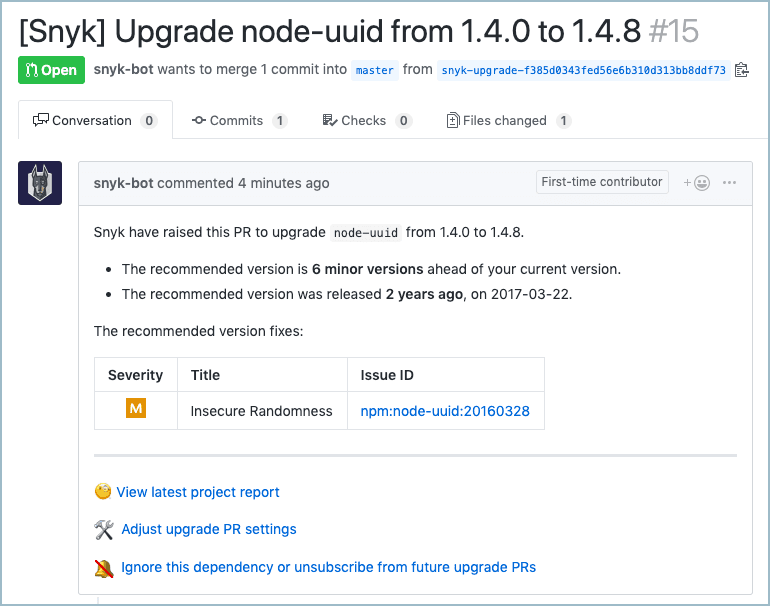 [Snyk] Upgrade node-uuid from 1.4.0 to 1.4.8 #15
Open snyk-bot wants to merge 1 commit into master from snyk-upgrade-f385d0343fed56e6b310d313bb8ddf73
Conversation 0 Commits 1 Checks 0 Files changed 1
snyk-bot commented 4 minutes ago First-time contributor
Snyk have raised this PR to upgrade node-uuid from 1.4.0 to 1.4.8.
• The recommended version is 6 minor versions ahead of your current version.
• The recommended version was released 2 years ago, on 2017-03-22.
The recommended version fixes:
Severity Title Issue ID
M Insecure Randomness npm:node-uuid:20160328
View latest project report
Adjust upgrade PR settings
Ignore this dependency or unsubscribe from future upgrade PRs